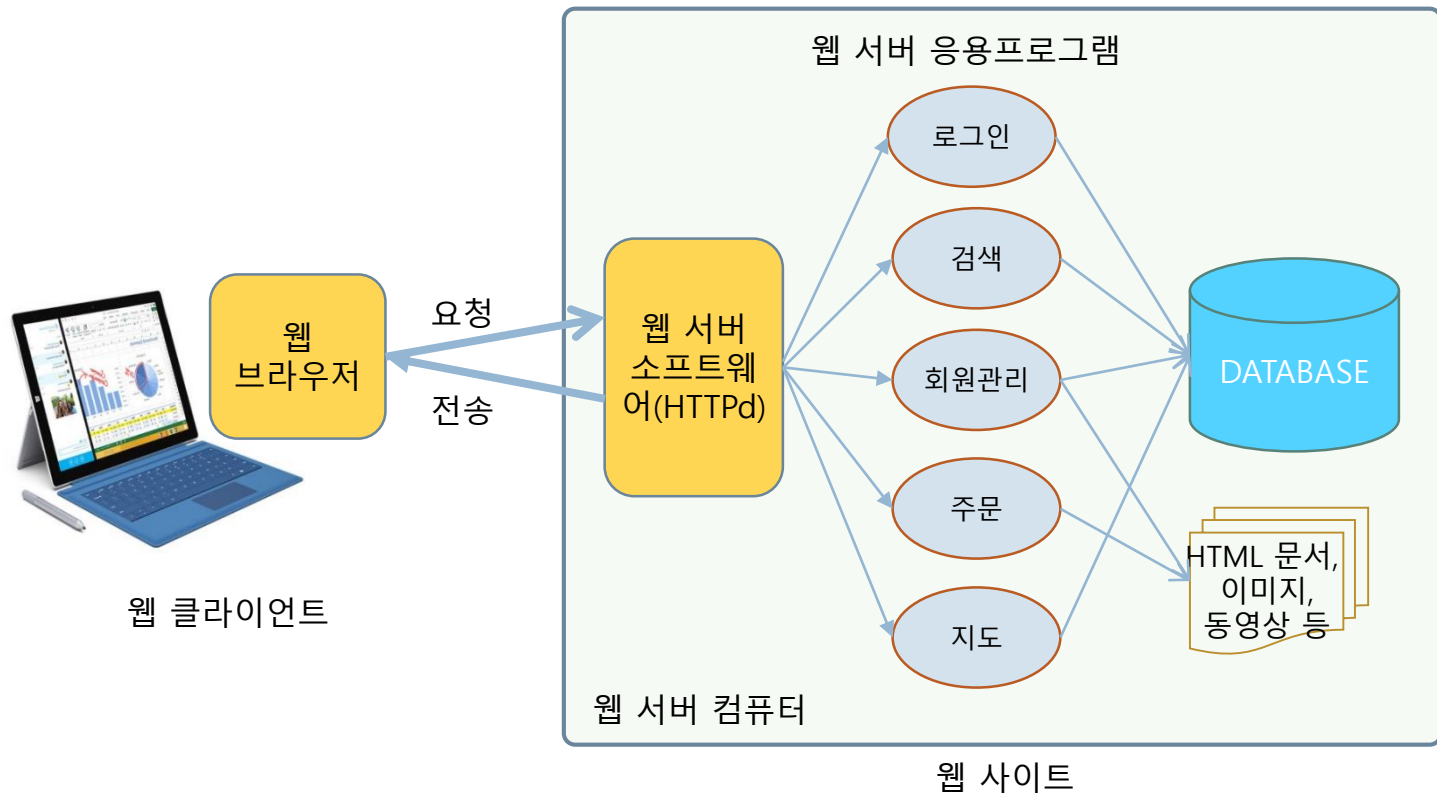 웹 서버 응용프로그램
로그인
검색
웹
브라우저
요청
전송
웹 서버
소프트웨
어(HTTPd)
회원관리
주문
지도
DATABASE
HTML 문서,
이미지,
동영상 등
웹 클라이언트
웹 서버 컴퓨터
웹 사이트